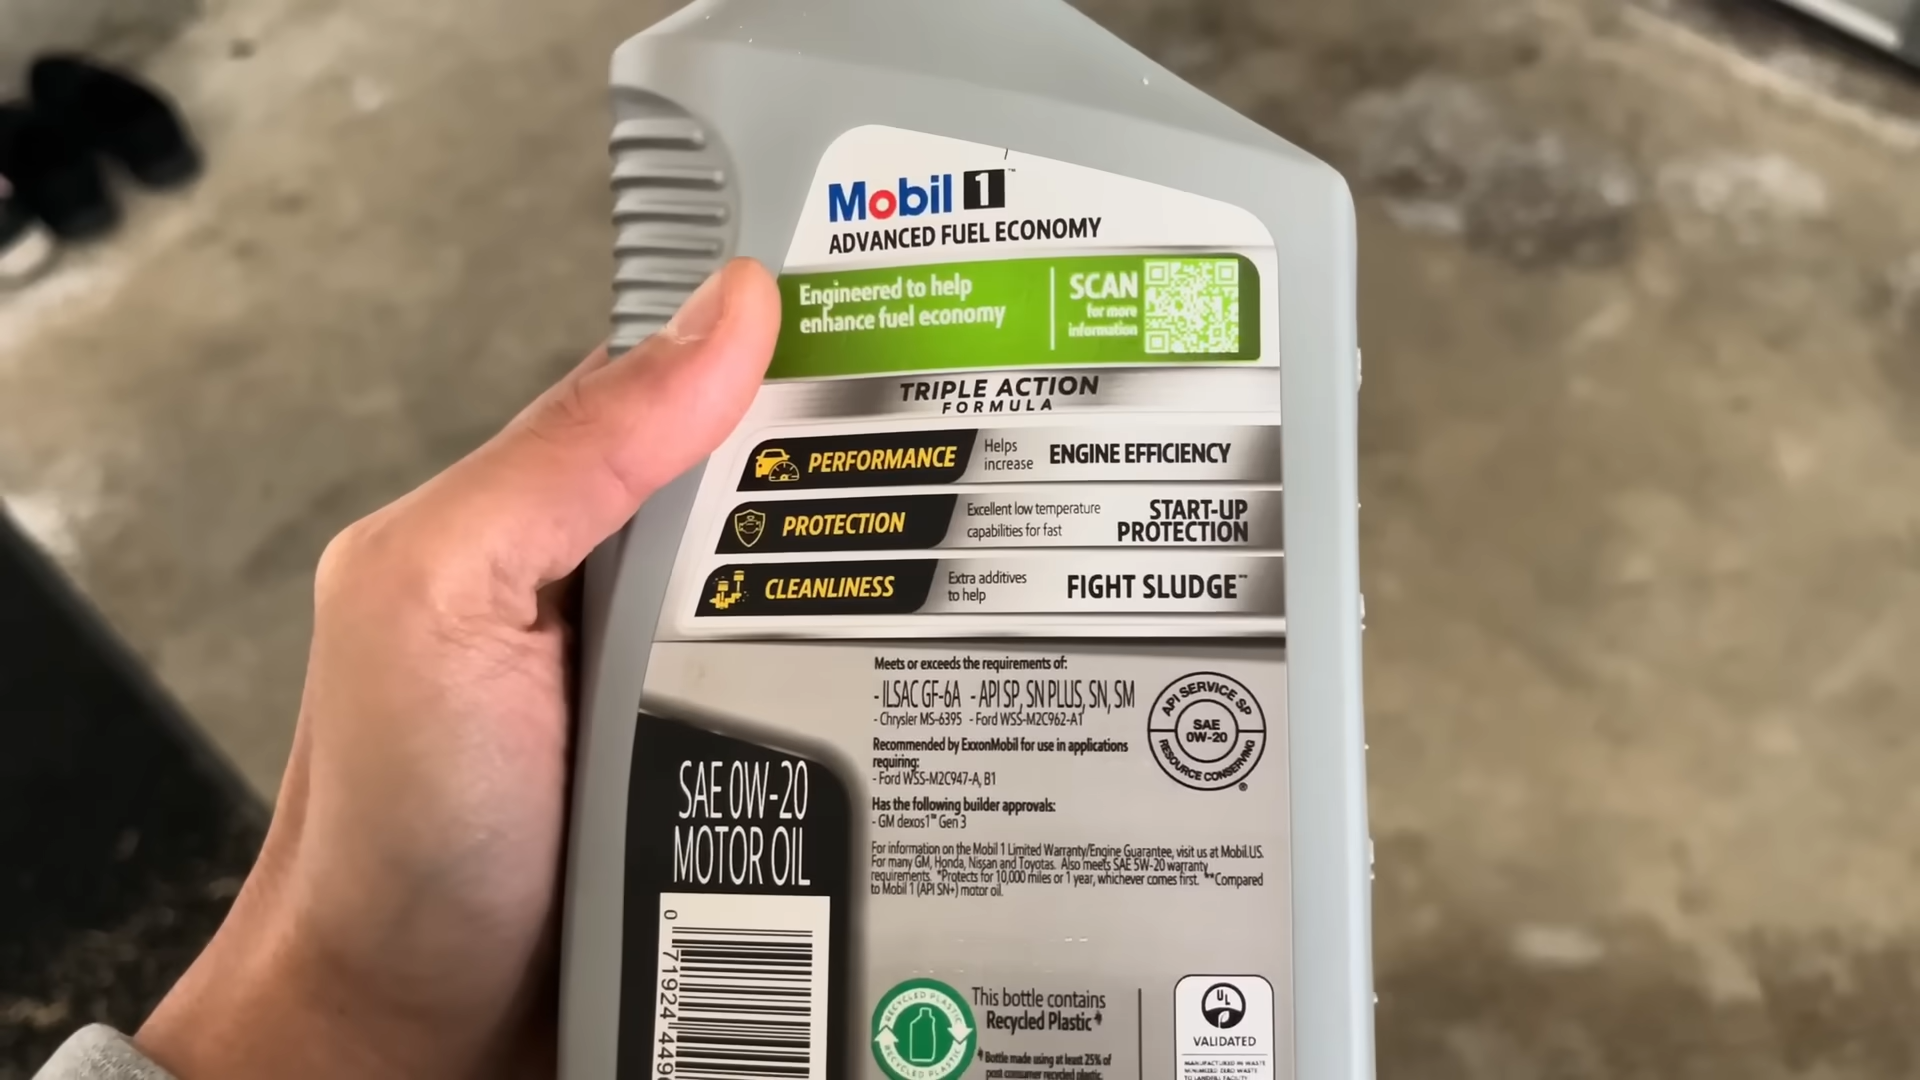 Mobil 1™
ADVANCED FUEL ECONOMY
Engineered to help
enhance fuel economy
SCAN
for more
information
TRIPLE ACTION
FORMULA
PERFORMANCE
Helps
increase
ENGINE EFFICIENCY
PROTECTION
Excellent low temperature
capabilities for fast
START-UP
PROTECTION
CLEANLINESS
Extra additives
to help
FIGHT SLUDGE**
Meets or exceeds the requirements of:
- ILSAC GF-6A - API SP, SN PLUS, SN, SM
- Chrysler MS-6395 - Ford WSS-M2C962-A1
Recommended by ExxonMobil for use in applications
requiring:
- Ford WSS-M2C947-A, B1
Has the following builder approvals:
- GM dexos1™ Gen 3
For information on the Mobil 1 Limited Warranty/Engine Guarantee, visit us at Mobil.US.
For many GM, Honda, Nissan and Toyotas. Also meets SAE 5W-20 warranty
requirements. *Protects for 10,000 miles or 1 year, whichever comes first. **Compared
to Mobil 1 (API SN+) motor oil.
API SERVICE SP
SAE
0W-20
RESOURCE CONSERVING
®
SAE 0W-20
MOTOR OIL
0 71924 449
RECYCLED PLASTIC
RECYCLED PLASTIC
This bottle contains
Recycled Plastic
Bottle made using at least 25% of
post consumer recycled plastic.
UL
VALIDATED